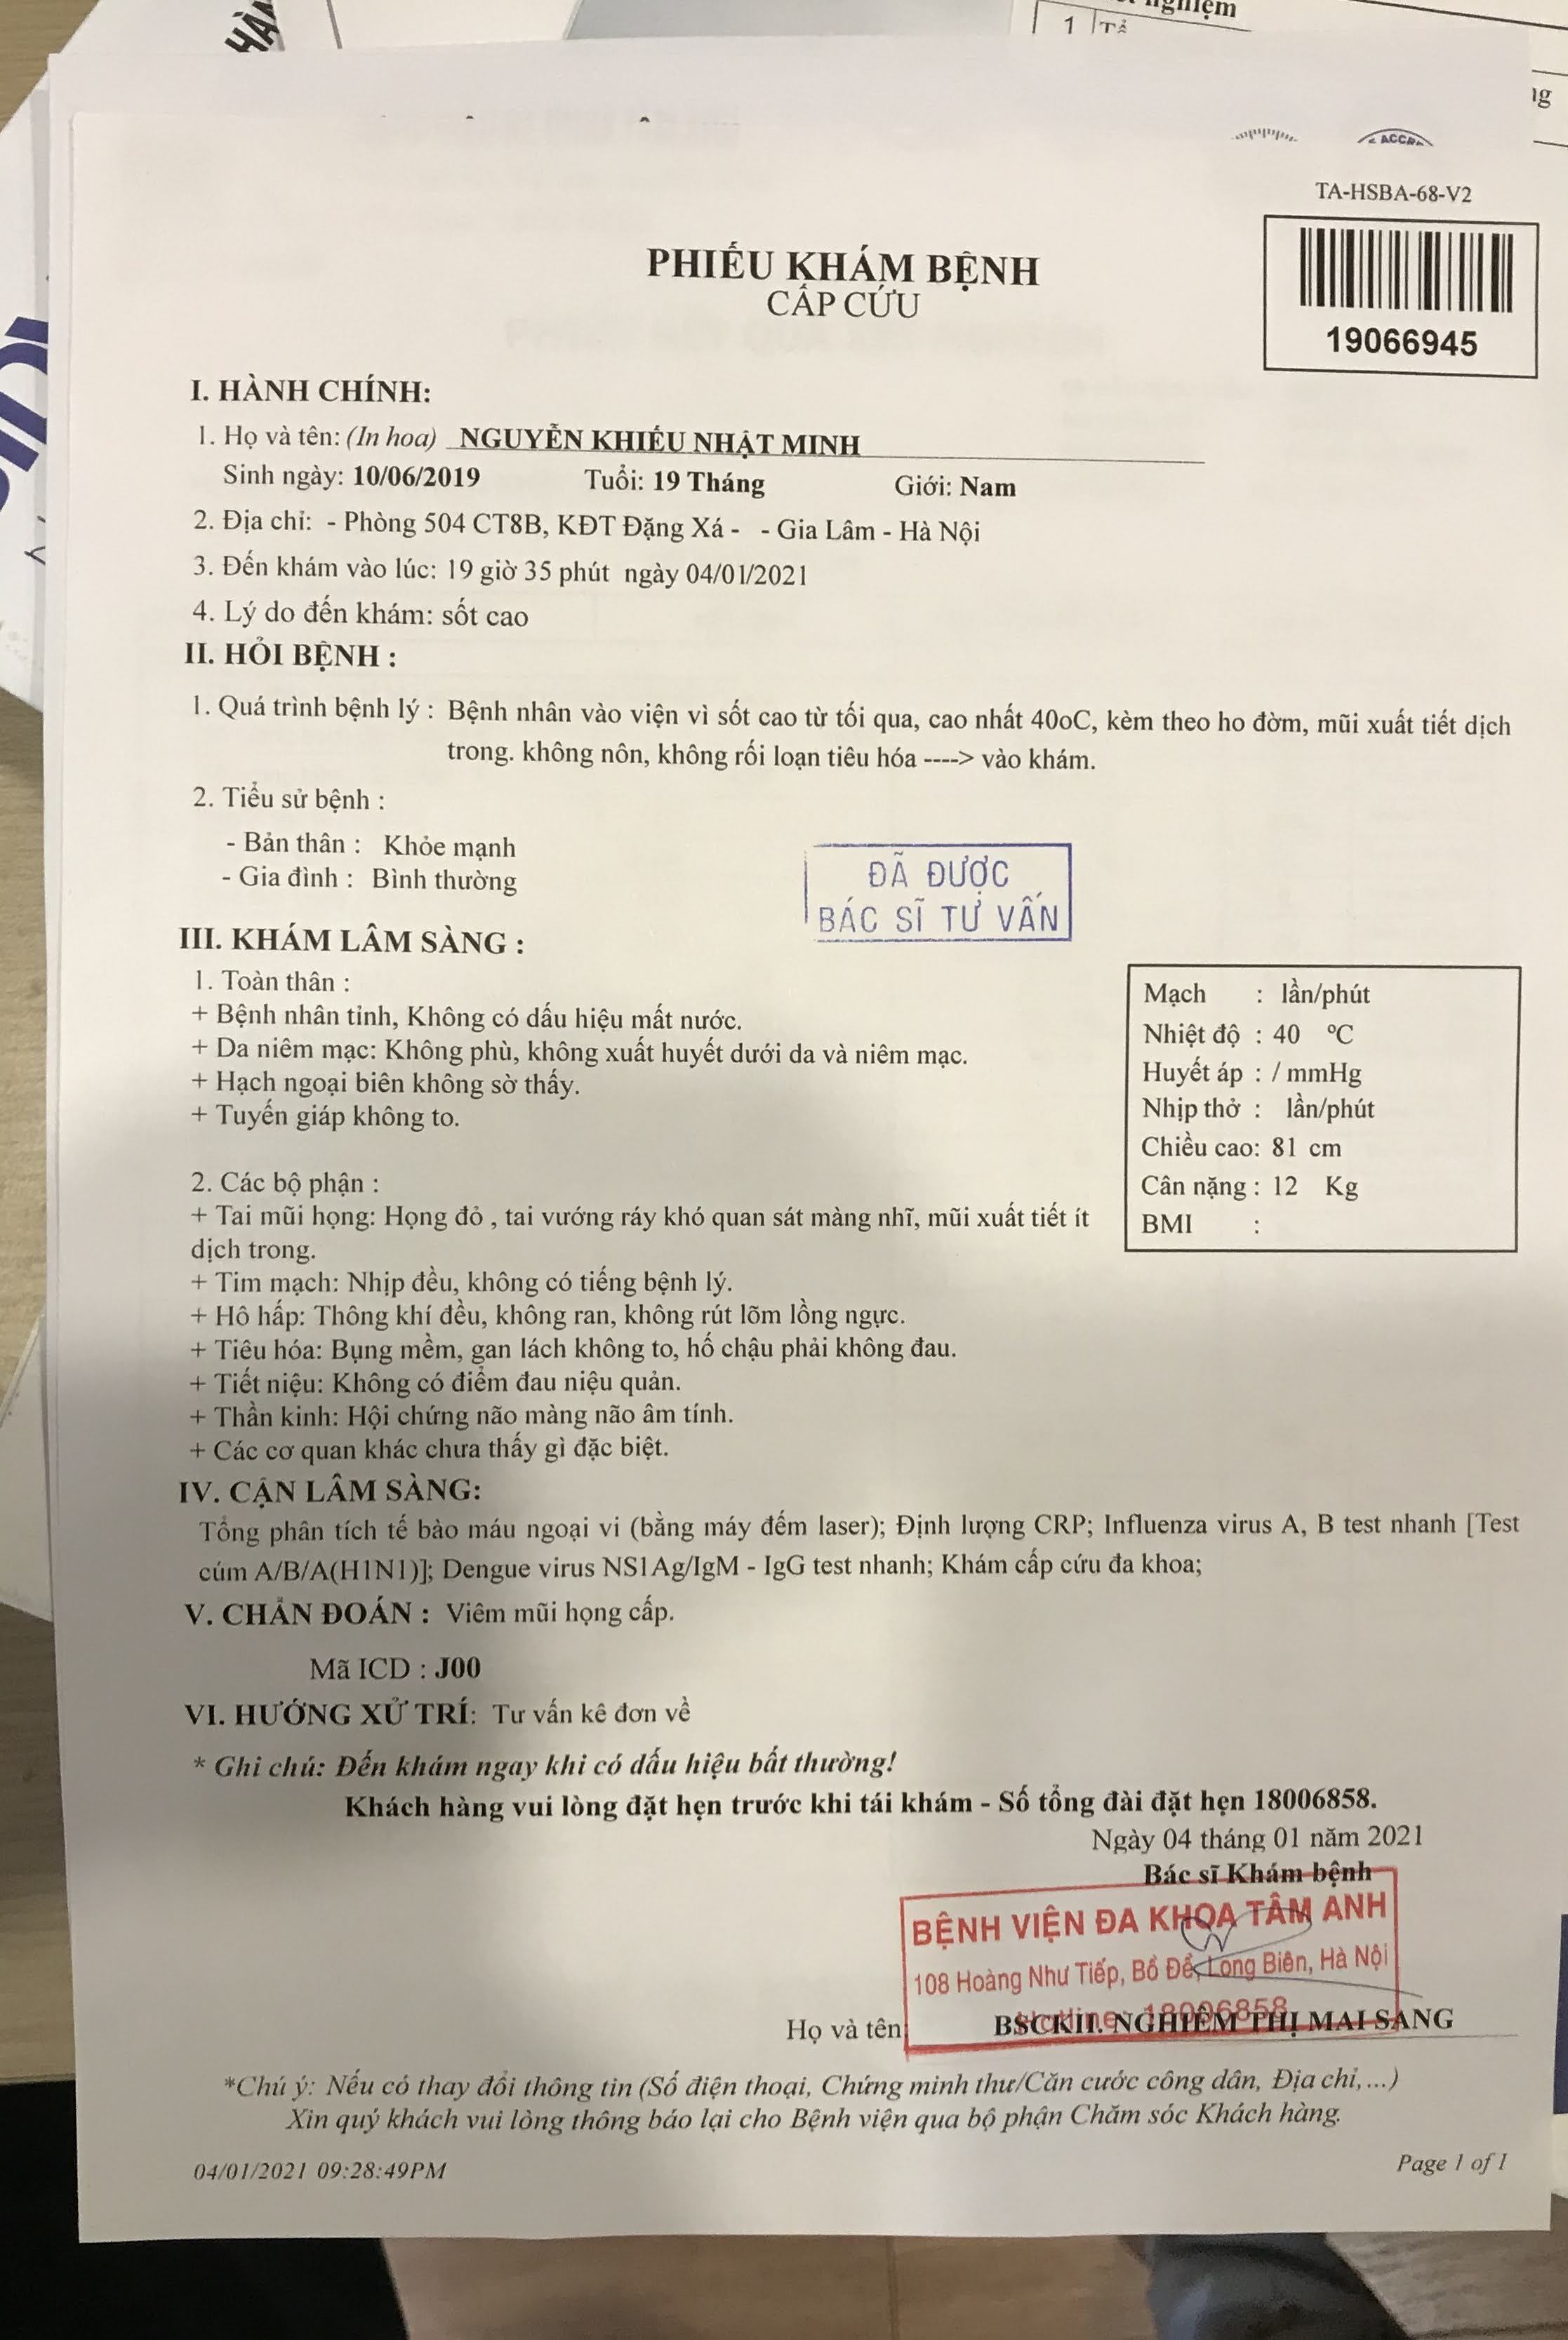 nghiệm
1 Tả
HÀN
ng
ACCR
TA-HSBA-68-V2
PHIẾU KHÁM BỆNH
CẤP CỨU
19066945
I. HÀNH CHÍNH:
1. Họ và tên: (In hoa) NGUYỄN KHIẾU NHẬT MINH
Sinh ngày: 10/06/2019 Tuổi: 19 Tháng Giới: Nam
2. Địa chỉ: - Phòng 504 CT8B, KĐT Đặng Xá - - Gia Lâm - Hà Nội
3. Đến khám vào lúc: 19 giờ 35 phút ngày 04/01/2021
4. Lý do đến khám: sốt cao
II. HỎI BỆNH :
1. Quá trình bệnh lý : Bệnh nhân vào viện vì sốt cao từ tối qua, cao nhất 40oC, kèm theo ho đờm, mũi xuất tiết dịch
trong. không nôn, không rối loạn tiêu hóa ----> vào khám.
2. Tiểu sử bệnh :
- Bản thân : Khỏe mạnh
- Gia đình : Bình thường
ĐÃ ĐƯỢC
BÁC SĨ TƯ VẤN
III. KHÁM LÂM SÀNG :
1. Toàn thân :
+ Bệnh nhân tỉnh, Không có dấu hiệu mất nước.
+ Da niêm mạc: Không phù, không xuất huyết dưới da và niêm mạc.
+ Hạch ngoại biên không sờ thấy.
+ Tuyến giáp không to.
Mạch : lần/phút
Nhiệt độ : 40 ºC
Huyết áp : / mmHg
Nhịp thở : lần/phút
Chiều cao: 81 cm
Cân nặng : 12 Kg
BMI :
2. Các bộ phận :
+ Tai mũi họng: Họng đỏ , tai vướng ráy khó quan sát màng nhĩ, mũi xuất tiết ít
dịch trong.
+ Tim mạch: Nhịp đều, không có tiếng bệnh lý.
+ Hô hấp: Thông khí đều, không ran, không rút lõm lồng ngực.
+ Tiêu hóa: Bụng mềm, gan lách không to, hố chậu phải không đau.
+ Tiết niệu: Không có điểm đau niệu quản.
+ Thần kinh: Hội chứng não màng não âm tính.
+ Các cơ quan khác chưa thấy gì đặc biệt.
IV. CẬN LÂM SÀNG:
Tổng phân tích tế bào máu ngoại vi (bằng máy đếm laser); Định lượng CRP; Influenza virus A, B test nhanh [Test
cúm A/B/A(H1N1)]; Dengue virus NS1Ag/IgM - IgG test nhanh; Khám cấp cứu đa khoa;
V. CHẨN ĐOÁN : Viêm mũi họng cấp.
Mã ICD : J00
VI. HƯỚNG XỬ TRÍ: Tư vấn kê đơn về
* Ghi chú: Đến khám ngay khi có dấu hiệu bất thường!
Khách hàng vui lòng đặt hẹn trước khi tái khám - Số tổng đài đặt hẹn 18006858.
Ngày 04 tháng 01 năm 2021
Bác sĩ Khám bệnh
BỆNH VIỆN ĐA KHOA TÂM ANH
108 Hoàng Như Tiếp, Bồ Đề, Long Biên, Hà Nội
Hotline: 18006858
Họ và tên BSCKII. NGHIÊM THỊ MAI SANG
*Chú ý: Nếu có thay đổi thông tin (Số điện thoại, Chứng minh thư/Căn cước công dân, Địa chỉ,...)
Xin quý khách vui lòng thông báo lại cho Bệnh viện qua bộ phận Chăm sóc Khách hàng.
04/01/2021 09:28:49PM
Page 1 of 1